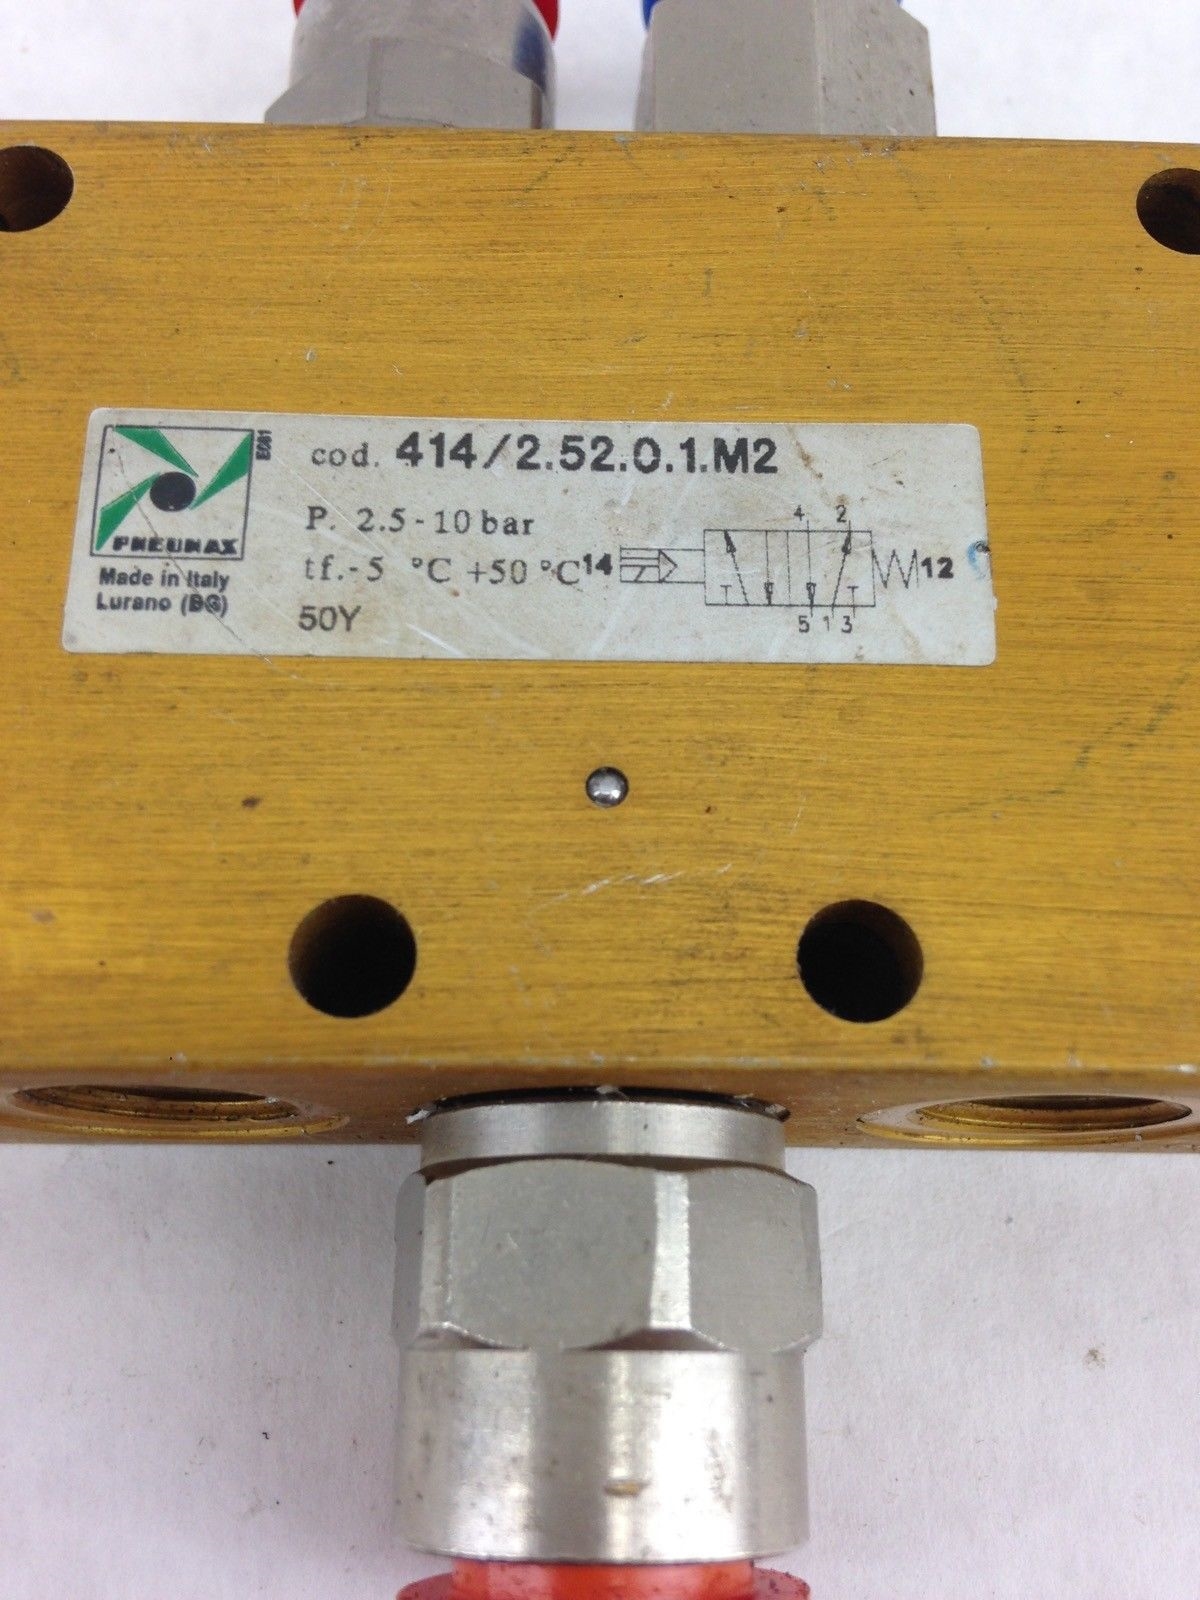 E061
PNEUMAX
Made in Italy
Lurano (BG)
cod. 414/2.52.0.1.M2
P. 2.5-10 bar
tf.-5 °C +50 °C
50Y
14
4 2
12
5 1 3